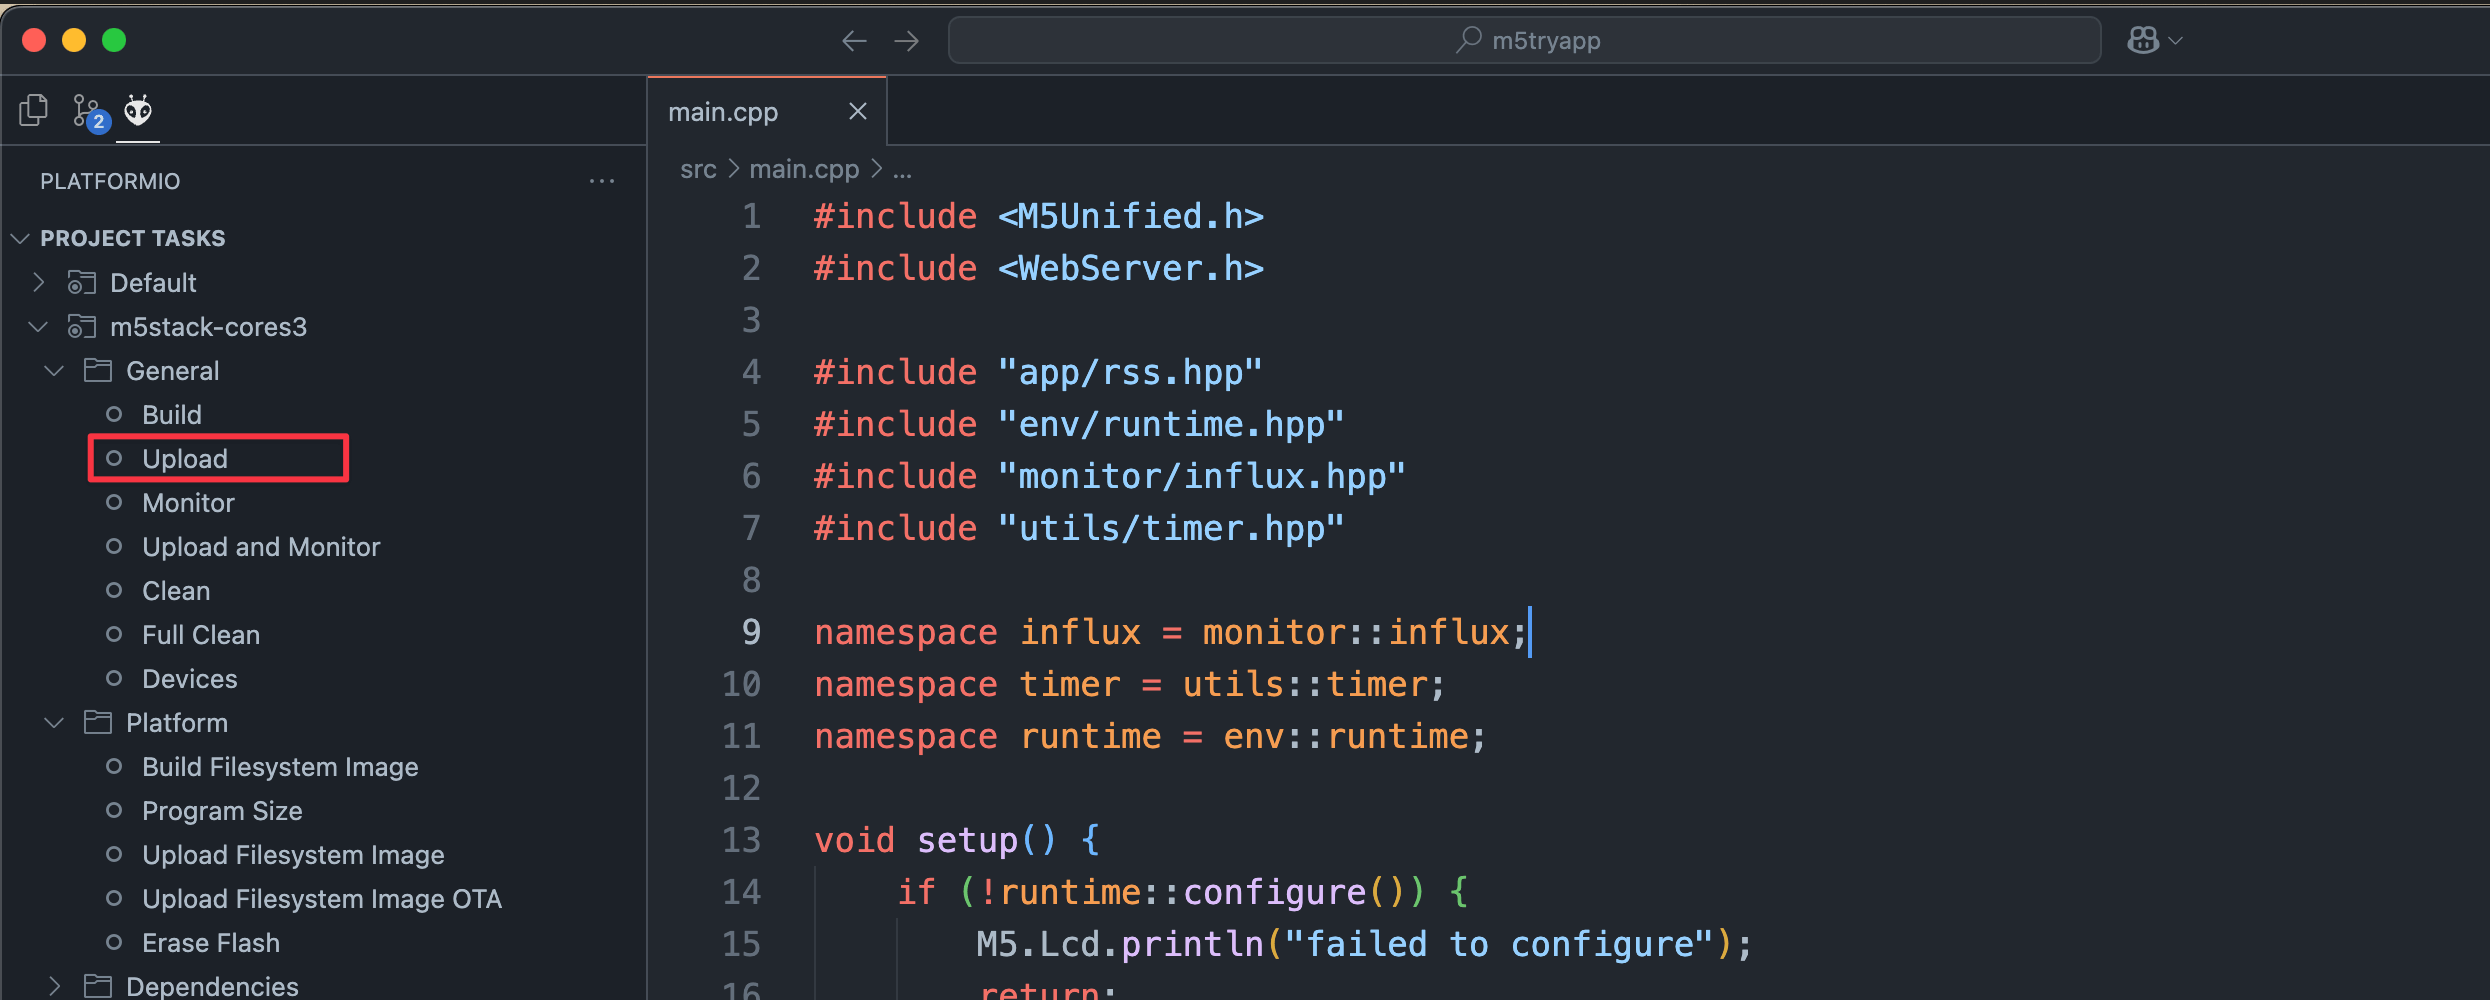 m5tryapp
2
main.cpp
PLATFORMIO
...
src > main.cpp > ...
PROJECT TASKS
Default
m5stack-cores3
General
Build
Upload
Monitor
Upload and Monitor
Clean
Full Clean
Devices
Platform
Build Filesystem Image
Program Size
Upload Filesystem Image
Upload Filesystem Image OTA
Erase Flash
Dependencies
1 #include <M5Unified.h>
2 #include <WebServer.h>
3
4 #include "app/rss.hpp"
5 #include "env/runtime.hpp"
6 #include "monitor/influx.hpp"
7 #include "utils/timer.hpp"
8
9 namespace influx = monitor::influx;
10 namespace timer = utils::timer;
11 namespace runtime = env::runtime;
12
13 void setup() {
14 if (!runtime::configure()) {
15 M5.Lcd.println("failed to configure");
16 return;